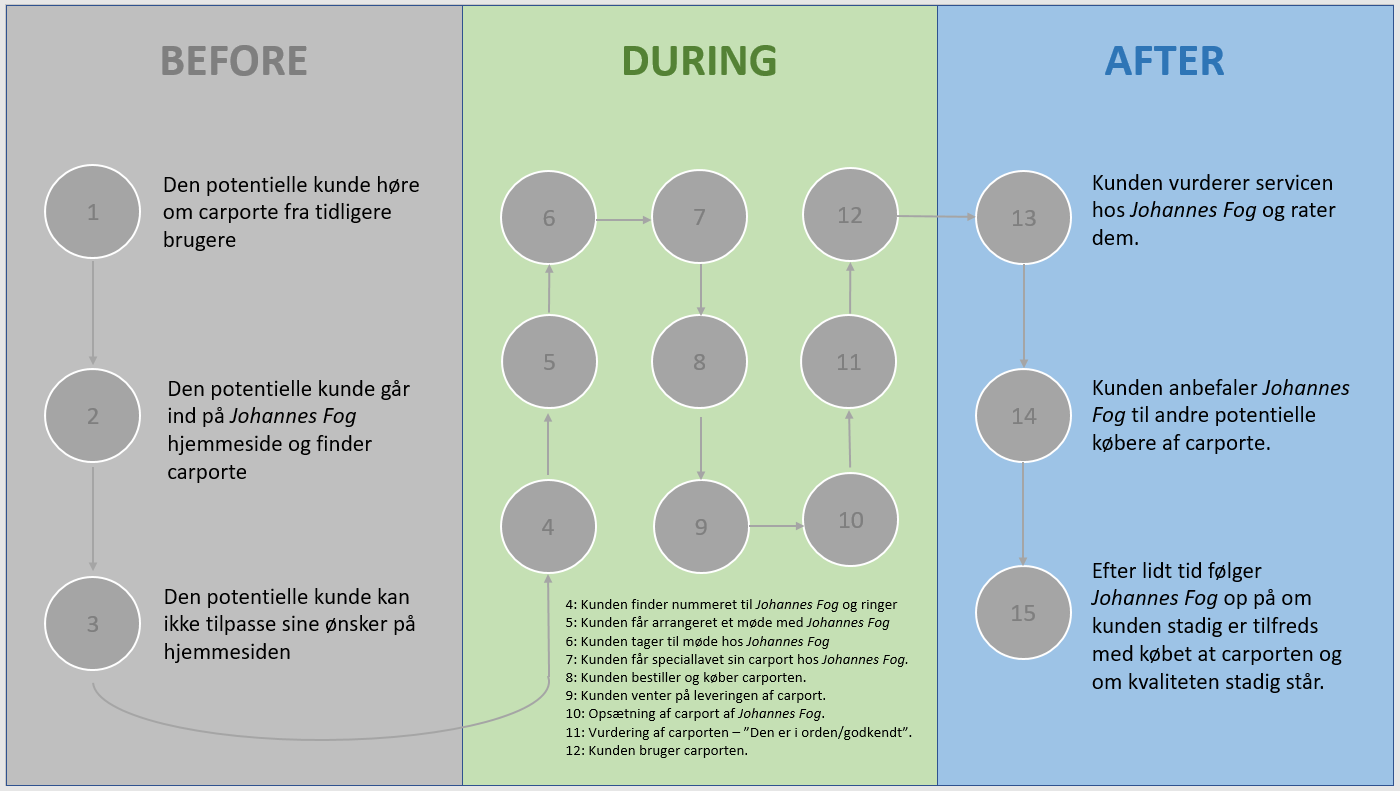 BEFORE
1
Den potentielle kunde høre
om carporte fra tidligere
brugere
2
Den potentielle kunde går
ind på Johannes Fog
hjemmeside og finder
carporte
3
Den potentielle kunde kan
ikke tilpasse sine ønsker på
hjemmesiden
DURING
6
7
12
5
8
11
4
9
10
4: Kunden finder nummeret til Johannes Fog og ringer
5: Kunden får arrangeret et møde med Johannes Fog
6: Kunden tager til møde hos Johannes Fog
7: Kunden får speciallavet sin carport hos Johannes Fog.
8: Kunden bestiller og køber carporten.
9: Kunden venter på leveringen af carport.
10: Opsætning af carport af Johannes Fog.
11: Vurdering af carporten – ”Den er i orden/godkendt”.
12: Kunden bruger carporten.
AFTER
13
Kunden vurderer servicen
hos Johannes Fog og rater
dem.
14
Kunden anbefaler Johannes
Fog til andre potentielle
købere af carporte.
15
Efter lidt tid følger
Johannes Fog op på om
kunden stadig er tilfreds
med købet at carporten og
om kvaliteten stadig står.